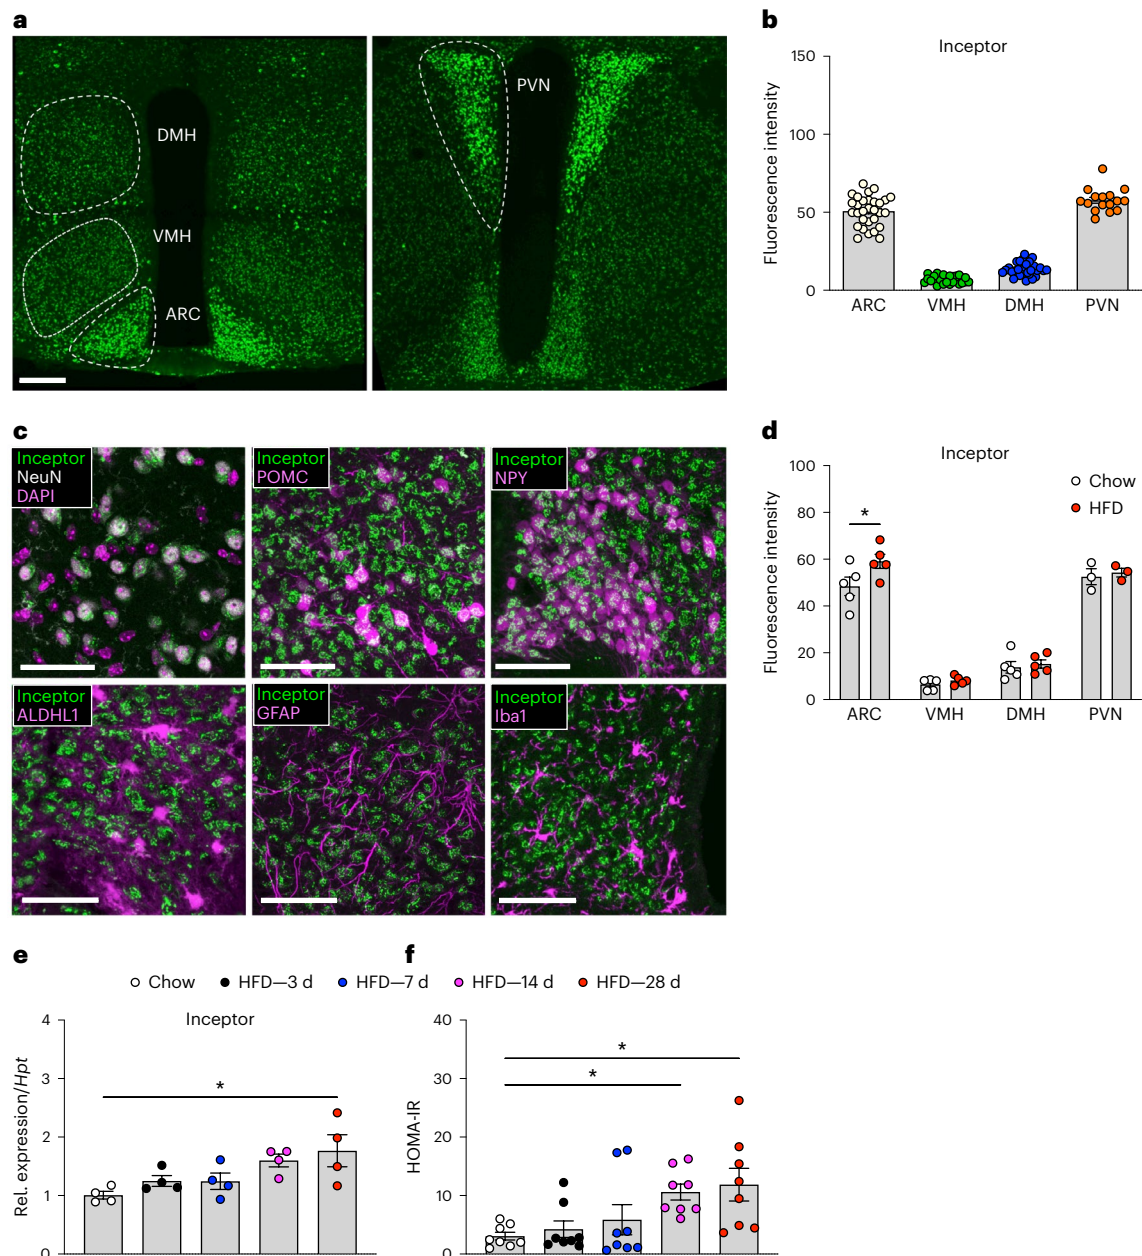 a
DMH
VMH
ARC
PVN
b
Inceptor
Fluorescence intensity
150
100
50
0
ARC VMH DMH PVN
c
Inceptor
NeuN
DAPI
Inceptor
POMC
Inceptor
NPY
Inceptor
ALDHL1
Inceptor
GFAP
Inceptor
Iba1
d
Inceptor
Chow
HFD
Fluorescence intensity
100
80
60
40
20
0
*
ARC VMH DMH PVN
e
f
Chow HFD—3 d HFD—7 d HFD—14 d HFD—28 d
Inceptor
Rel. expression/Hpt
4
3
2
1
0
*
HOMA-IR
40
30
20
10
0
*
*